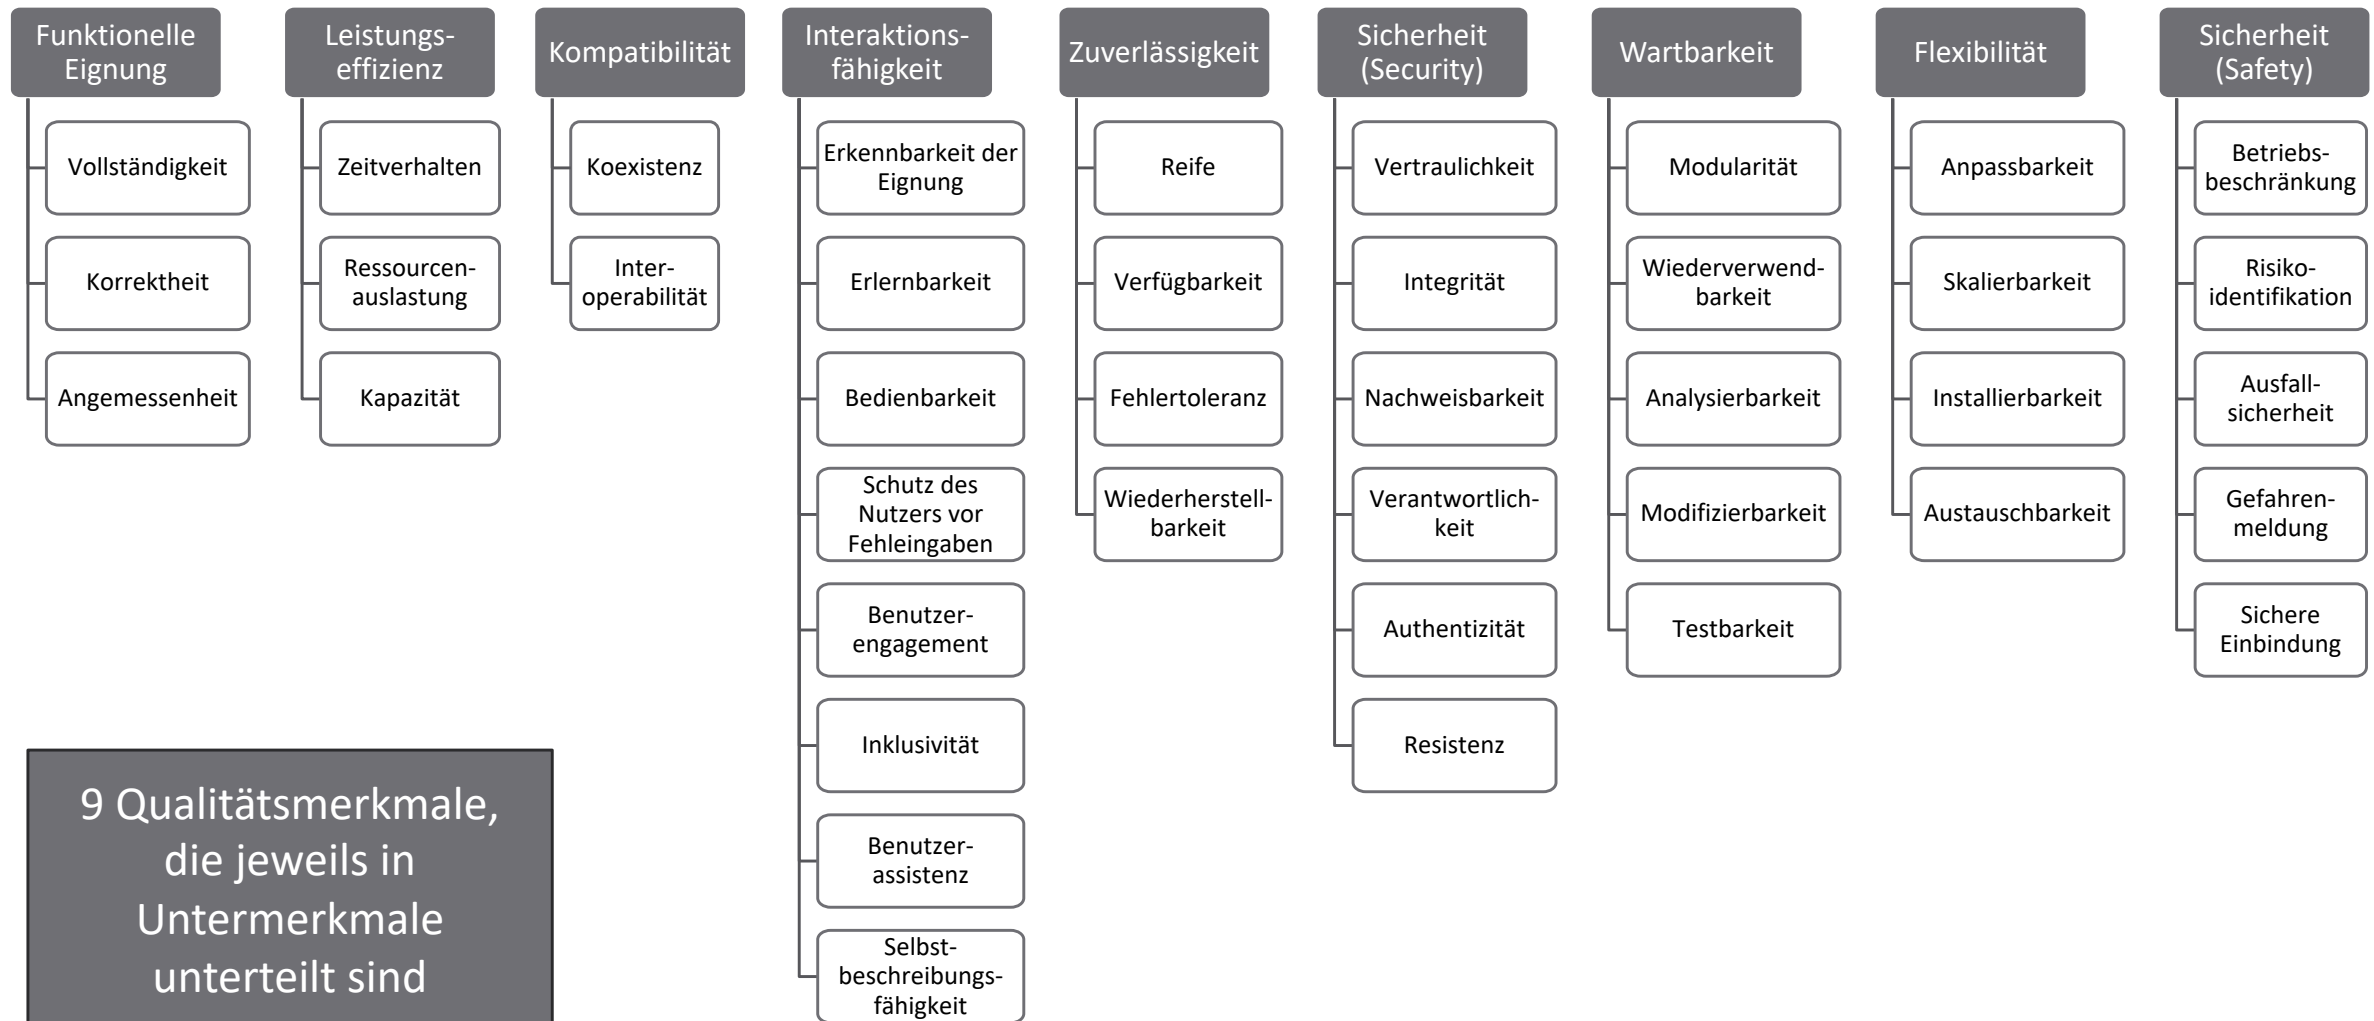 Funktionelle
Eignung
Vollständigkeit
Korrektheit
Angemessenheit
Leistungs-
effizienz
Zeitverhalten
Ressourcen-
auslastung
Kapazität
Kompatibilität
Koexistenz
Inter-
operabilität
Interaktions-
fähigkeit
Erkennbarkeit der
Eignung
Erlernbarkeit
Bedienbarkeit
Schutz des
Nutzers vor
Fehleingaben
Benutzer-
engagement
Inklusivität
Benutzer-
assistenz
Selbst-
beschreibungs-
fähigkeit
Zuverlässigkeit
Reife
Verfügbarkeit
Fehlertoleranz
Wiederherstell-
barkeit
Sicherheit
(Security)
Vertraulichkeit
Integrität
Nachweisbarkeit
Verantwortlich-
keit
Authentizität
Resistenz
Wartbarkeit
Modularität
Wiederverwend-
barkeit
Analysierbarkeit
Modifizierbarkeit
Testbarkeit
Flexibilität
Anpassbarkeit
Skalierbarkeit
Installierbarkeit
Austauschbarkeit
Sicherheit
(Safety)
Betriebs-
beschränkung
Risiko-
identifikation
Ausfall-
sicherheit
Gefahren-
meldung
Sichere
Einbindung
9 Qualitätsmerkmale,
die jeweils in
Untermerkmale
unterteilt sind